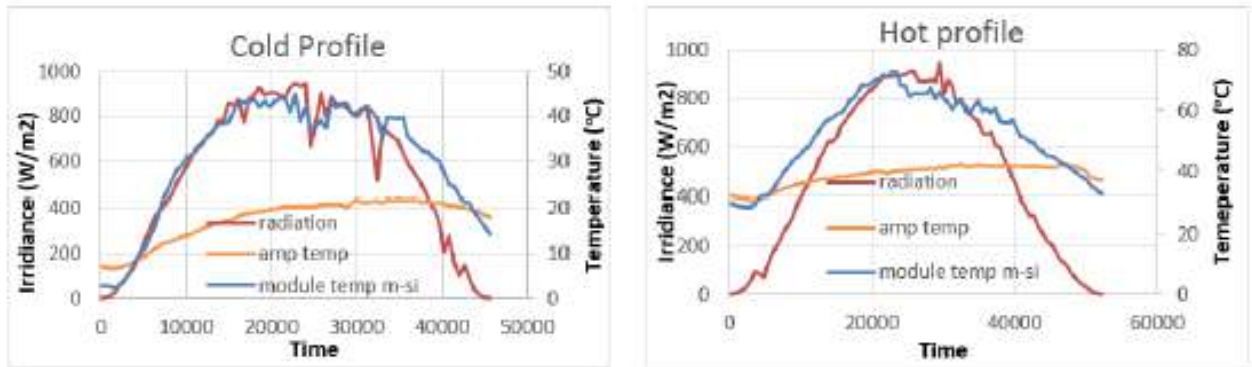 Cold Profile
Irridiance (W/m2)
1000
800
600
400
200
0
50
40
30
20
10
0
Temperature (°C)
radiation
amp temp
module temp m-si
0 10000 20000 30000 40000 50000
Time
Hot profile
Irridiance (W/m2)
1000
800
600
400
200
0
80
60
40
20
0
Temeperature (°C)
radiation
amp temp
module temp m-si
0 20000 40000 60000
Time